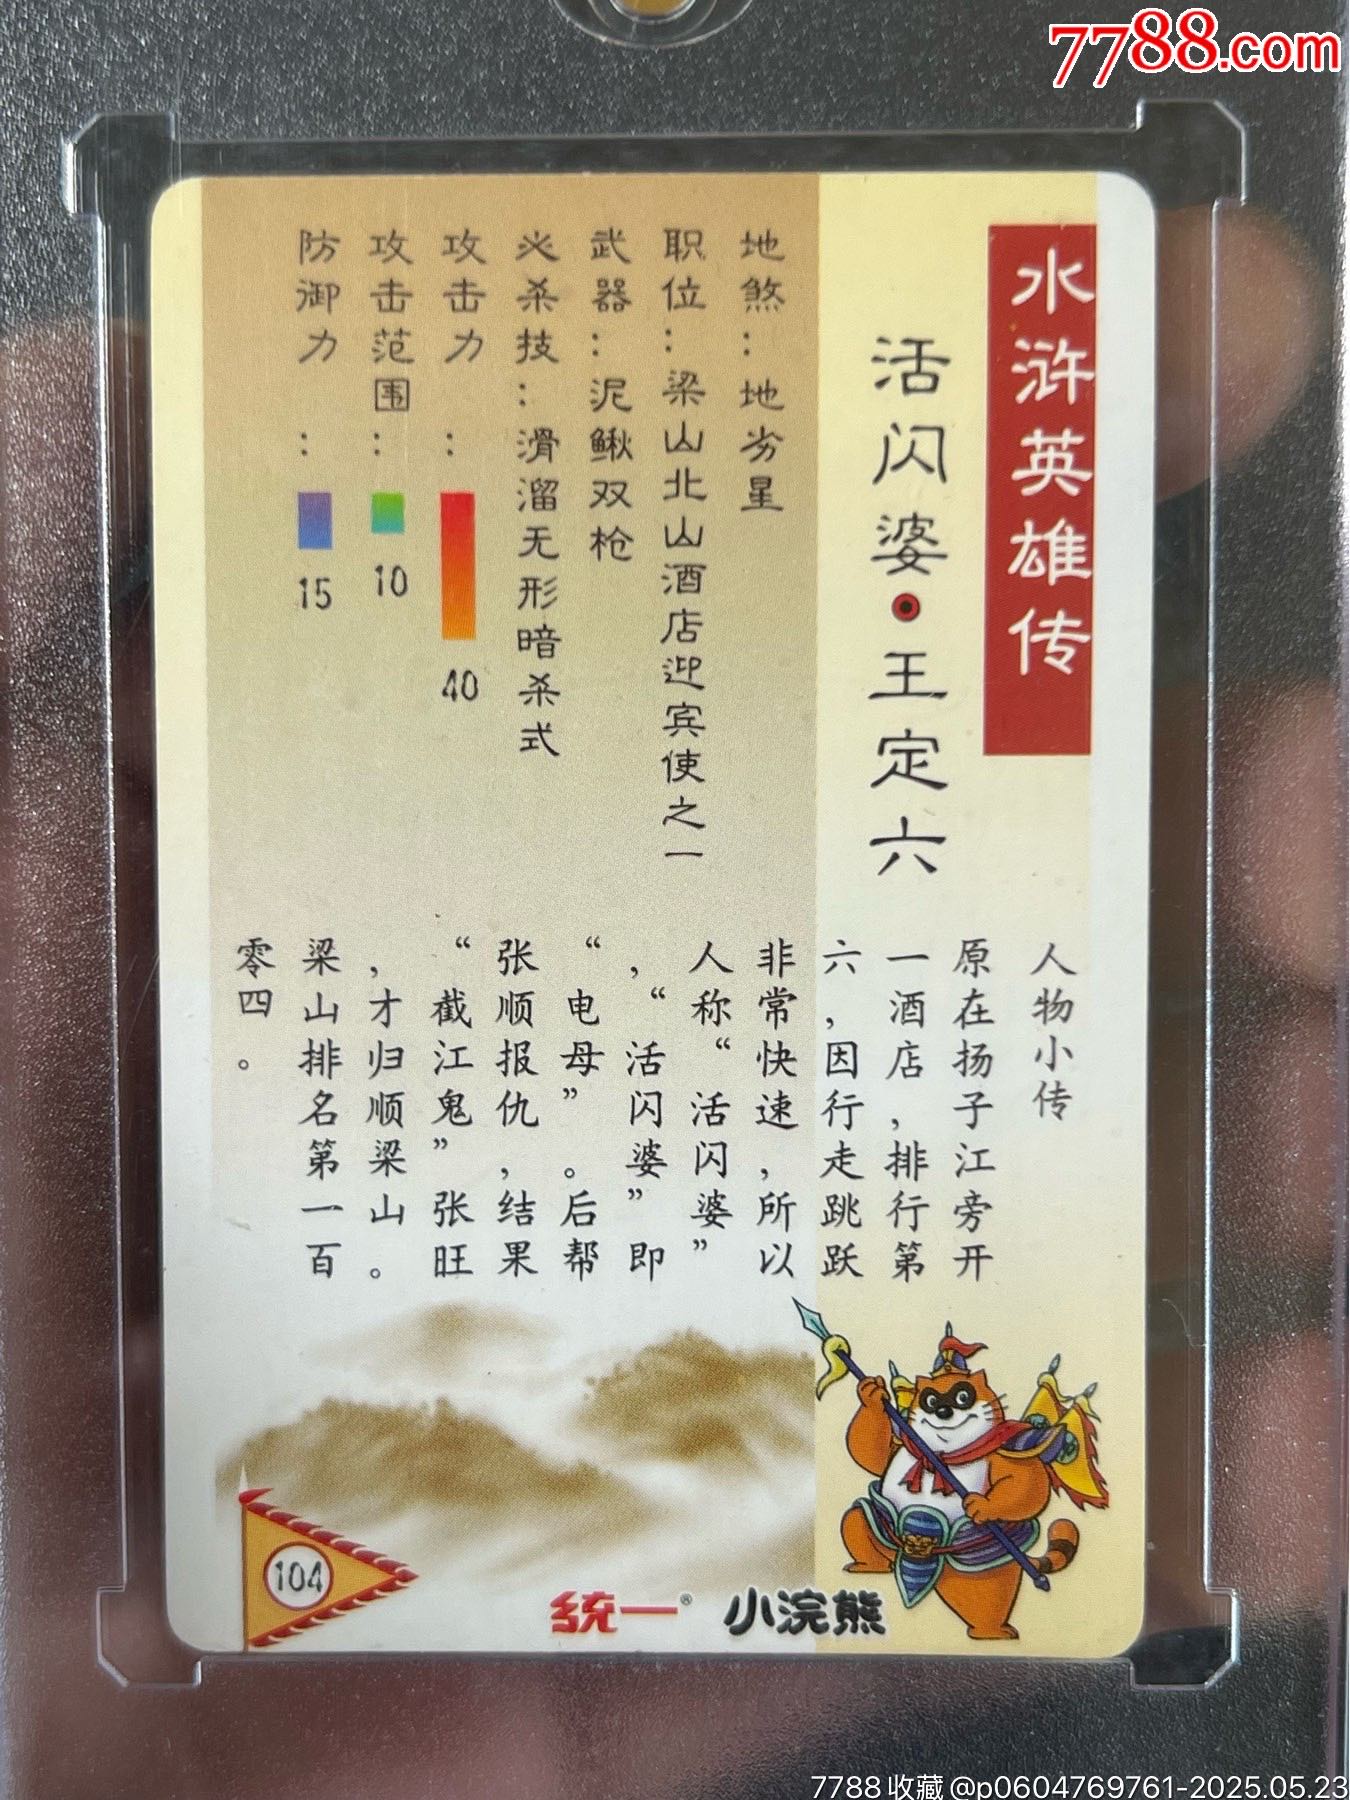 7788.com
水浒英雄传
活闪婆·王定六
地煞：地劣星
职位：梁山北山酒店迎宾使之一
武器：泥鳅双枪
必杀技：滑溜无形暗杀式
攻击力：40
攻击范围：10
防御力：15
人物小传
原在扬子江旁开
一酒店，排行第
六，因行走跳跃
非常快速，所以
人称“活闪婆”
，“活闪婆”即
“电母”。后帮
张顺报仇，结果
“截江鬼”张旺
，才归顺梁山。
梁山排名第一百
零四。
104
统一® 小浣熊
7788收藏@p0604769761-2025.05.23